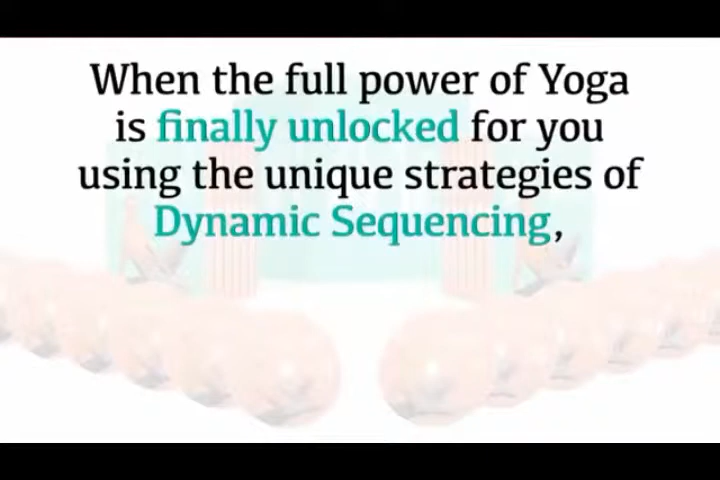 When the full power of Yoga
is finally unlocked for you
using the unique strategies of
Dynamic Sequencing,